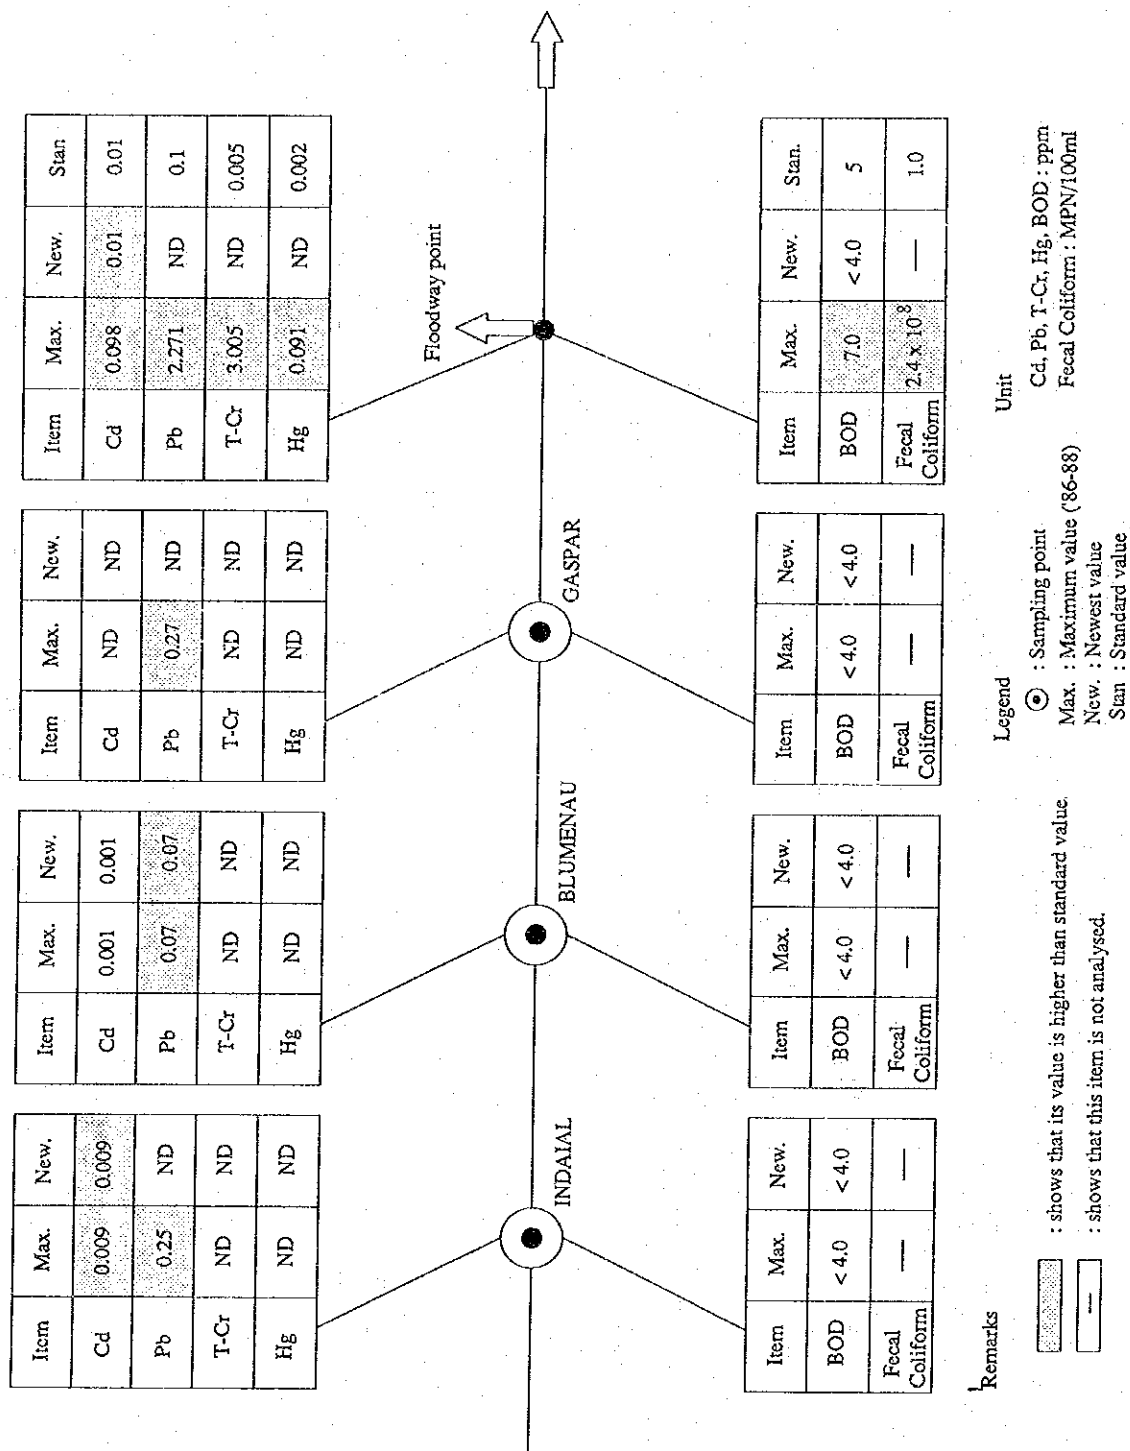 Item Max. New.
Cd 0.009 0.009
Pb 0.25 ND
T-Cr ND ND
Hg ND ND
Item Max. New.
Cd 0.001 0.001
Pb 0.07 0.07
T-Cr ND ND
Hg ND ND
Item Max. New.
Cd ND ND
Pb 0.27 ND
T-Cr ND ND
Hg ND ND
Item Max. New. Stan
Cd 0.098 0.01 0.01
Pb 2.271 ND 0.1
T-Cr 3.005 ND 0.005
Hg 0.091 ND 0.002
INDAIAL
BLUMENAU
GASPAR
Floodway point
Item Max. New.
BOD < 4.0 < 4.0
Fecal Coliform — —
Item Max. New.
BOD < 4.0 < 4.0
Fecal Coliform — —
Item Max. New.
BOD < 4.0 < 4.0
Fecal Coliform — —
Item Max. New. Stan.
BOD 7.0 < 4.0 5
Fecal Coliform 2.4 x 10^8 — 1.0
Remarks
: shows that its value is higher than standard value.
— : shows that this item is not analysed.
Legend
: Sampling point
Max. : Maximum value ('86-88)
New. : Newest value
Stan : Standard value
Unit
Cd, Pb, T-Cr, Hg, BOD : ppm
Fecal Coliform : MPN/100ml